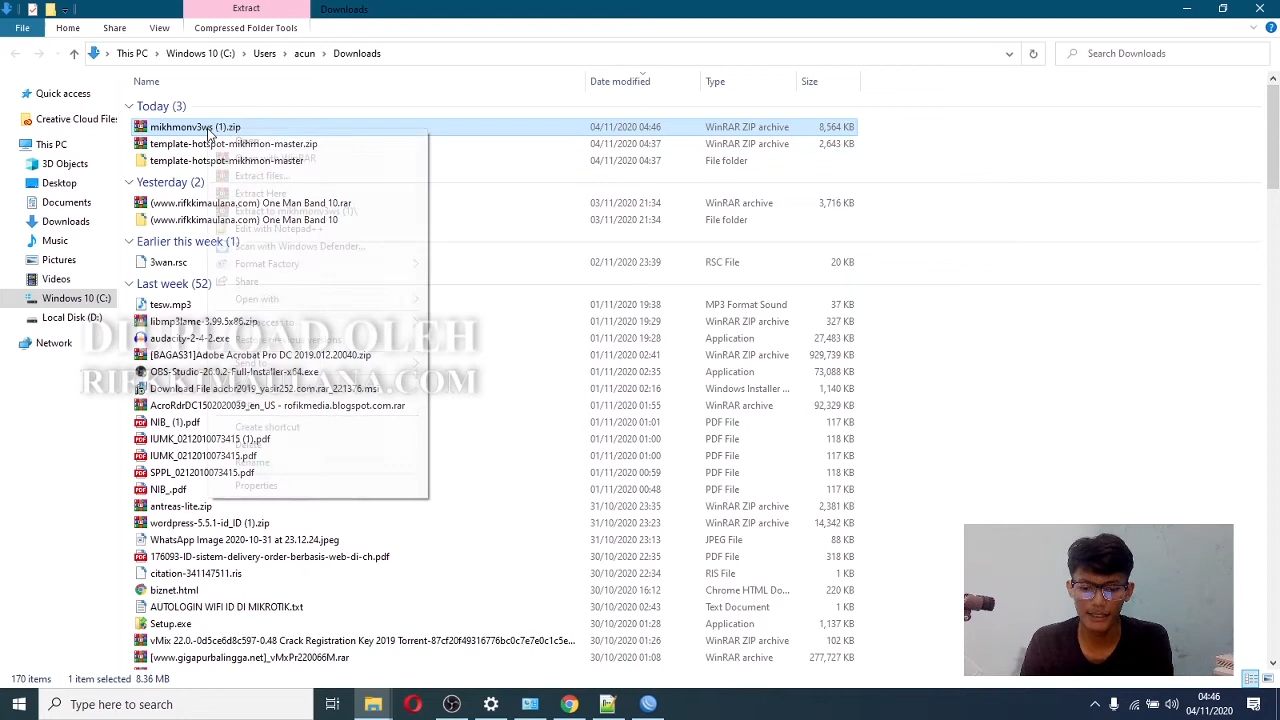 Extract
Downloads
File
Home
Share
View
Compressed Folder Tools
This PC
Windows 10 (C:)
Users
acun
Downloads
Search Downloads
Name
Date modified
Type
Size
Quick access
Creative Cloud Files
This PC
3D Objects
Desktop
Documents
Downloads
Music
Pictures
Videos
Windows 10 (C:)
Local Disk (D:)
Network
Today (3)
mikhmonv3ws (1).zip 04/11/2020 04:46 WinRAR ZIP archive 8,564 KB
template-hotspot-mikhmon-master.zip 04/11/2020 04:37 WinRAR ZIP archive 2,643 KB
template-hotspot-mikhmon-master 04/11/2020 04:37 File folder
Yesterday (2)
(www.rifkkimaulana.com) One Man Band 10.rar 03/11/2020 21:34 WinRAR archive 3,716 KB
(www.rifkkimaulana.com) One Man Band 10 03/11/2020 21:34 File folder
Earlier this week (1)
3wan.rsc 02/11/2020 23:39 RSC File 20 KB
Last week (52)
tesw.mp3 01/11/2020 19:38 MP3 Format Sound 37 KB
libmp3lame-3.99.5x86.zip 01/11/2020 19:29 WinRAR ZIP archive 327 KB
audacity-2-4-2.exe 01/11/2020 19:28 Application 27,483 KB
[BAGAS31]Adobe Acrobat Pro DC 2019.012.20040.zip 01/11/2020 02:41 WinRAR ZIP archive 929,739 KB
OBS-Studio-26.0.2-Full-Installer-x64.exe 01/11/2020 02:35 Application 73,088 KB
Download File adcbr2019_yasir252.com.rar_221376.msi 01/11/2020 02:16 Windows Installer ... 1,140 KB
AcroRdrDC1502020039_en_US - rofikmedia.blogspot.com.rar 01/11/2020 01:55 WinRAR archive 92,329 KB
NIB_ (1).pdf 01/11/2020 01:01 PDF File 117 KB
IUMK_0212010073415 (1).pdf 01/11/2020 01:00 PDF File 118 KB
IUMK_0212010073415.pdf 01/11/2020 01:00 PDF File 117 KB
SPPL_0212010073415.pdf 01/11/2020 00:59 PDF File 118 KB
NIB_.pdf 01/11/2020 00:48 PDF File 117 KB
antreas-lite.zip 31/10/2020 23:35 WinRAR ZIP archive 2,381 KB
wordpress-5.5.1-id_ID (1).zip 31/10/2020 23:23 WinRAR ZIP archive 14,342 KB
WhatsApp Image 2020-10-31 at 23.12.24.jpeg 31/10/2020 23:13 JPEG File 88 KB
176093-ID-sistem-delivery-order-berbasis-web-di-ch.pdf 30/10/2020 22:35 PDF File 318 KB
citation-341147511.ris 30/10/2020 22:34 RIS File 1 KB
biznet.html 30/10/2020 16:12 Chrome HTML Do... 220 KB
AUTOLOGIN WIFI ID DI MIKROTIK.txt 30/10/2020 02:43 Text Document 1 KB
Setup.exe 30/10/2020 01:28 Application 1,137 KB
vMix 22.0.-0d5ce6d8c597-0.48 Crack Registration Key 2019 Torrent-87cf20f49316776bc0c7e7e0c1c5e... 30/10/2020 01:26 WinRAR ZIP archive 102 KB
(www.gigapurbalingga.net)_vMxPr220066M.rar 30/10/2020 01:08 WinRAR archive 277,727 KB
Open
Extract files...
Extract Here
Extract to mikhmonv3ws (1)\
Edit with Notepad++
Scan with Windows Defender...
Format Factory
Share
Open with
Send to
Create shortcut
Delete
Rename
Properties
RIFKKIMAULANA.COM
170 items
1 item selected 8.36 MB
Type here to search
04:46
04/11/2020